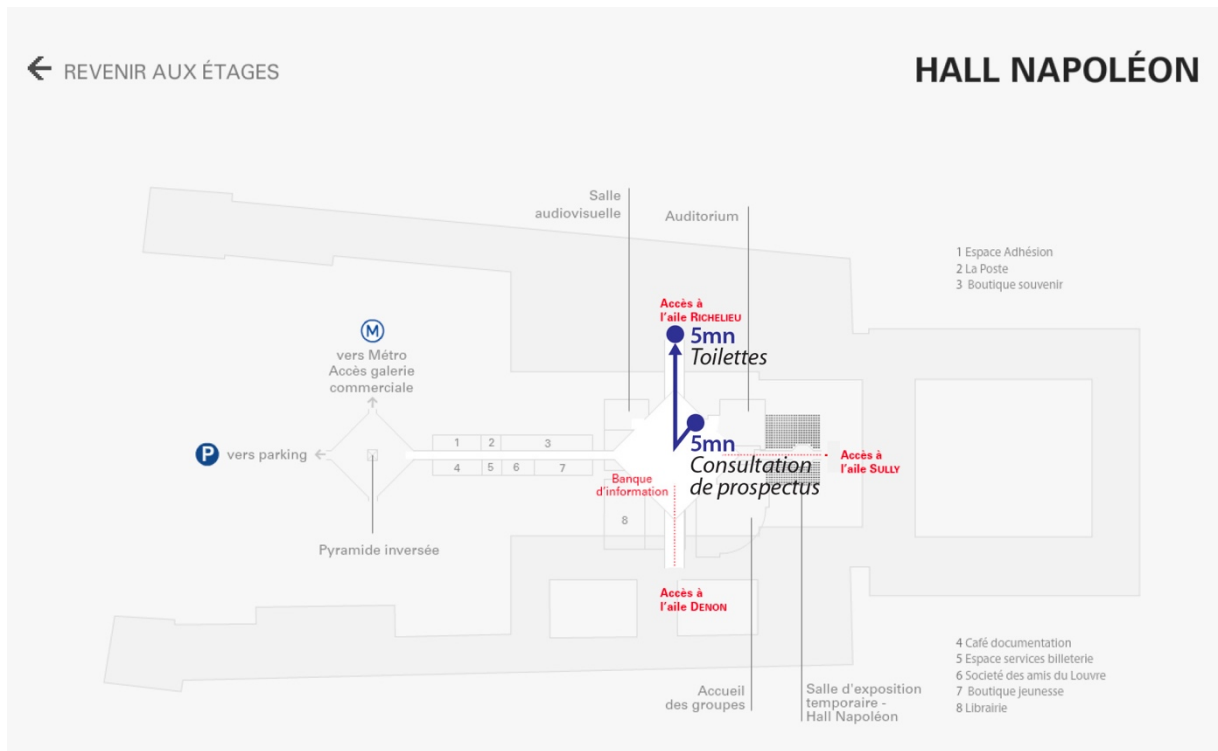 ← REVENIR AUX ÉTAGES
HALL NAPOLÉON
Salle
audiovisuelle
Auditorium
1 Espace Adhésion
2 La Poste
3 Boutique souvenir
Accès à
l'aile RICHELIEU
5mn
Toilettes
M
vers Métro
Accès galerie
commerciale
P vers parking
1 2 3
4 5 6 7
5mn
Consultation
de prospectus
Accès à
l'aile SULLY
Banque
d'information
8
Pyramide inversée
Accès à
l'aile DENON
4 Café documentation
5 Espace services billeterie
6 Societé des amis du Louvre
7 Boutique jeunesse
8 Librairie
Accueil
des groupes
Salle d'exposition
temporaire -
Hall Napoléon